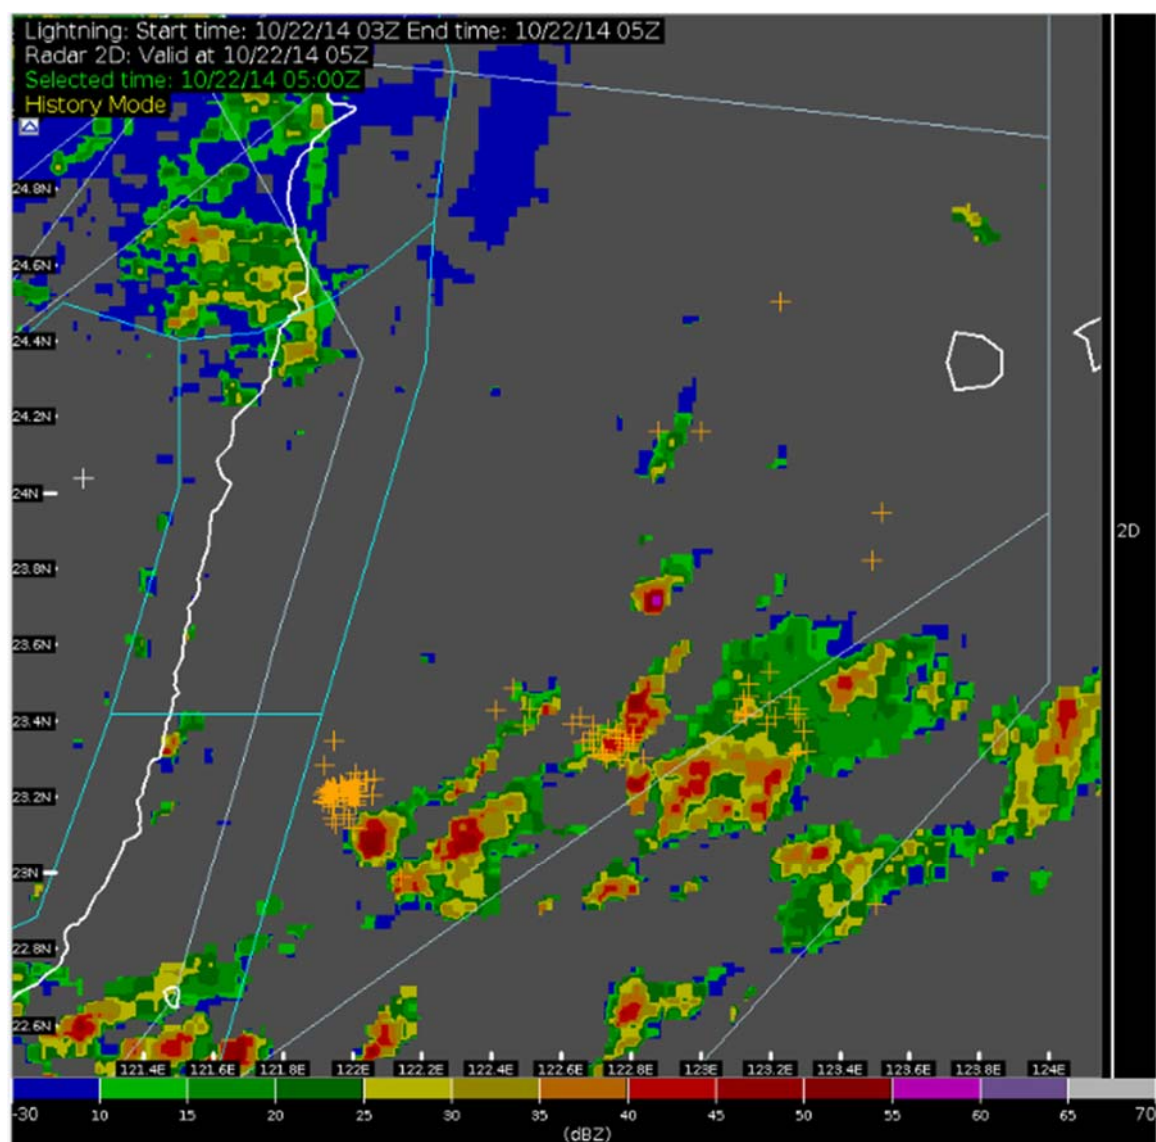 Lightning: Start time: 10/22/14 03Z End time: 10/22/14 05Z
Radar 2D: Valid at 10/22/14 05Z
Selected time: 10/22/14 05:00Z
History Mode
24.8N
24.6N
24.4N
24.2N
24N
23.8N
23.6N
23.4N
23.2N
23N
22.8N
22.6N
2D
121.4E 121.6E 121.8E 122E 122.2E 122.4E 122.6E 122.8E 123E 123.2E 123.4E 123.6E 123.8E 124E
-30 10 15 20 25 30 35 40 45 50 55 60 65 70
(dBZ)